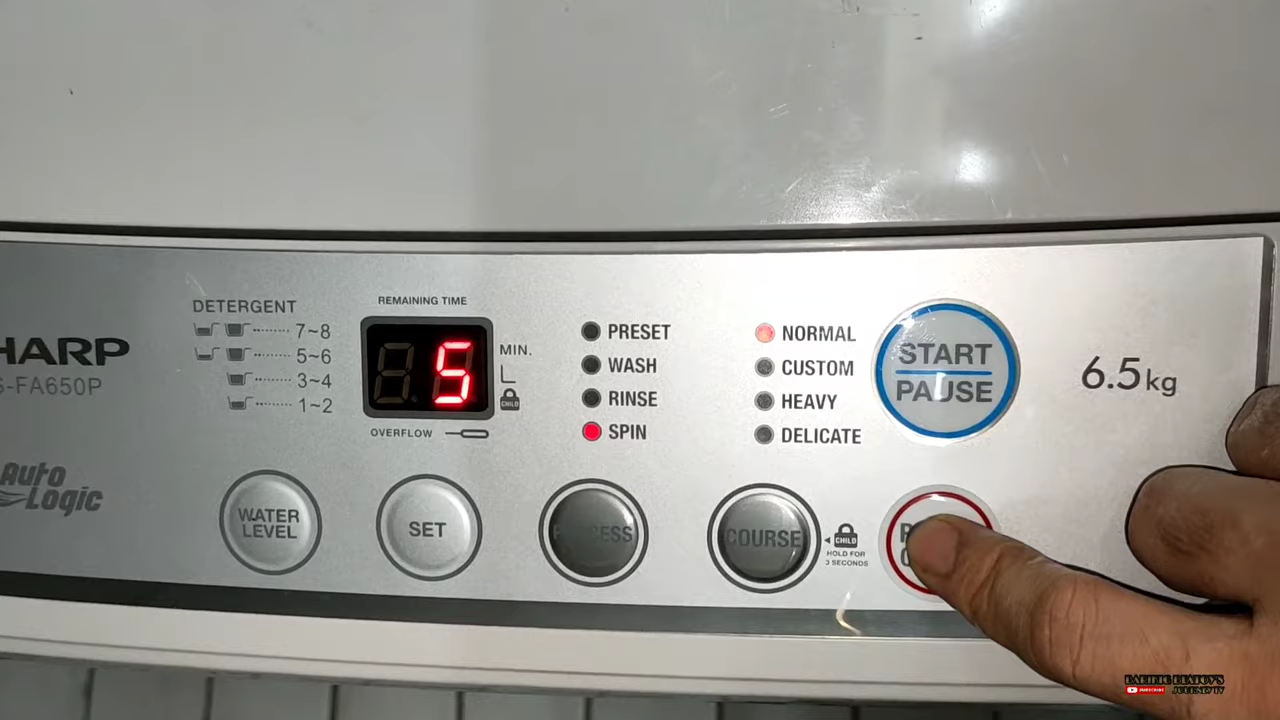 DETERGENT
7~8
5~6
3~4
1~2
REMAINING TIME
5
MIN.
L
CHILD
OVERFLOW
PRESET
WASH
RINSE
SPIN
NORMAL
CUSTOM
HEAVY
DELICATE
START
PAUSE
6.5kg
HARP
S-FA650P
Auto
Logic
WATER
LEVEL
SET
COURSE
CHILD
HOLD FOR
3 SECONDS
SUBSCRIBE